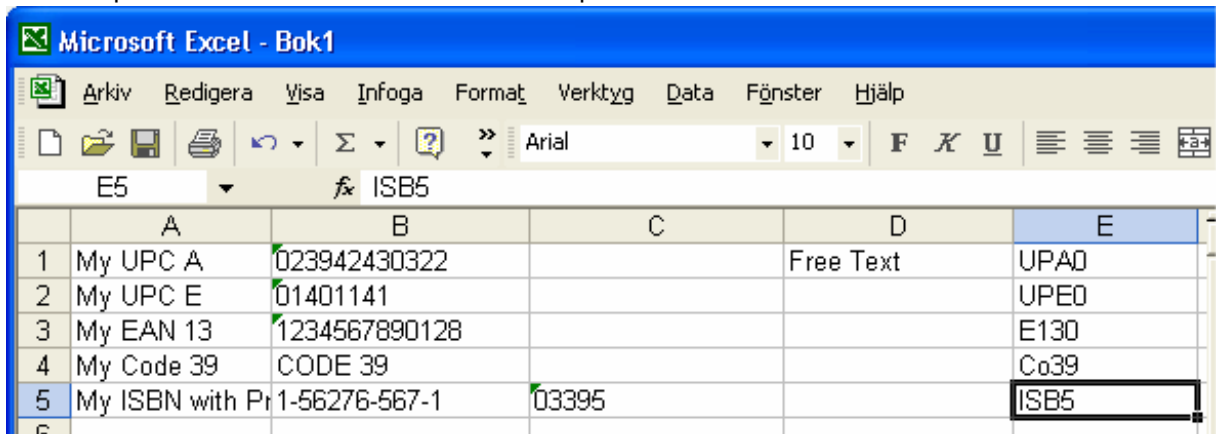 Microsoft Excel - Bok1
Arkiv Redigera Visa Infoga Format Verktyg Data Fönster Hjälp
Σ ? » Arial 10 F K U a
E5 fx ISB5
A B C D E
1 My UPC A 023942430322 Free Text UPA0
2 My UPC E 01401141 UPE0
3 My EAN 13 1234567890128 E130
4 My Code 39 CODE 39 Co39
5 My ISBN with Pr 1-56276-567-1 03395 ISB5